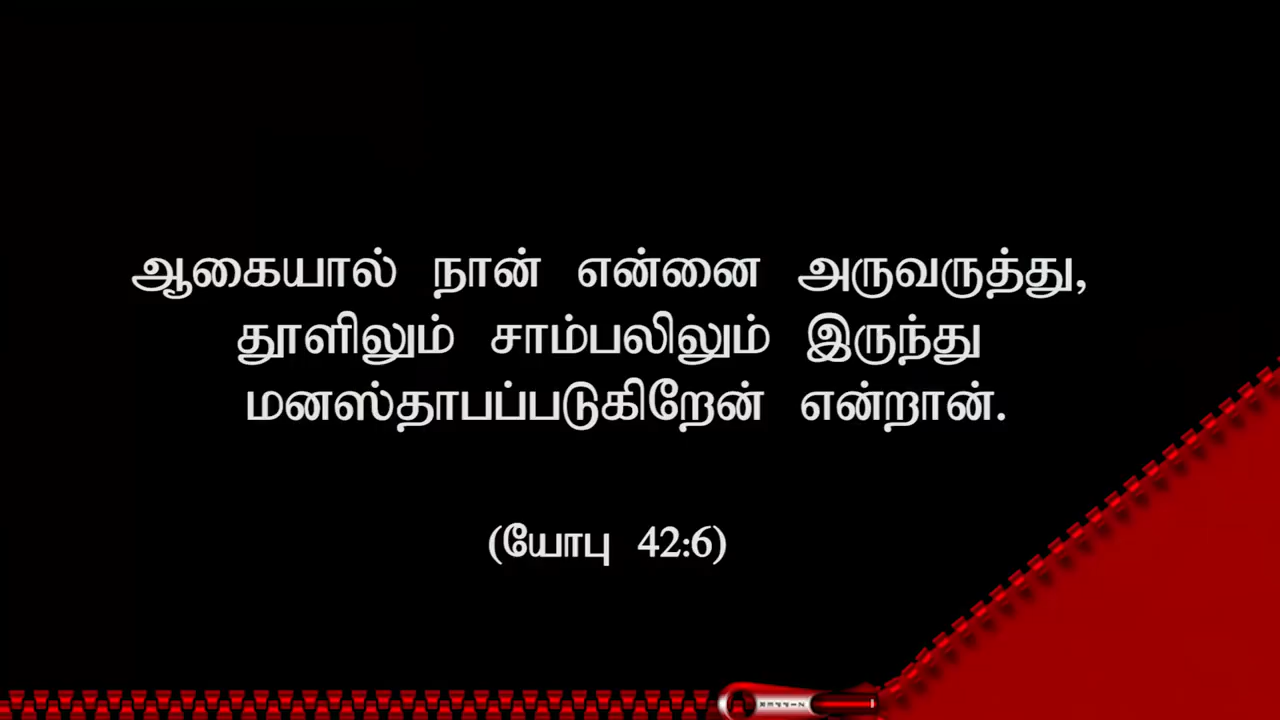 ஆகையால் நான் என்னை அருவருத்து,
தூளிலும் சாம்பலிலும் இருந்து
மனஸ்தாபப்படுகிறேன் என்றான்.
(யோபு 42:6)